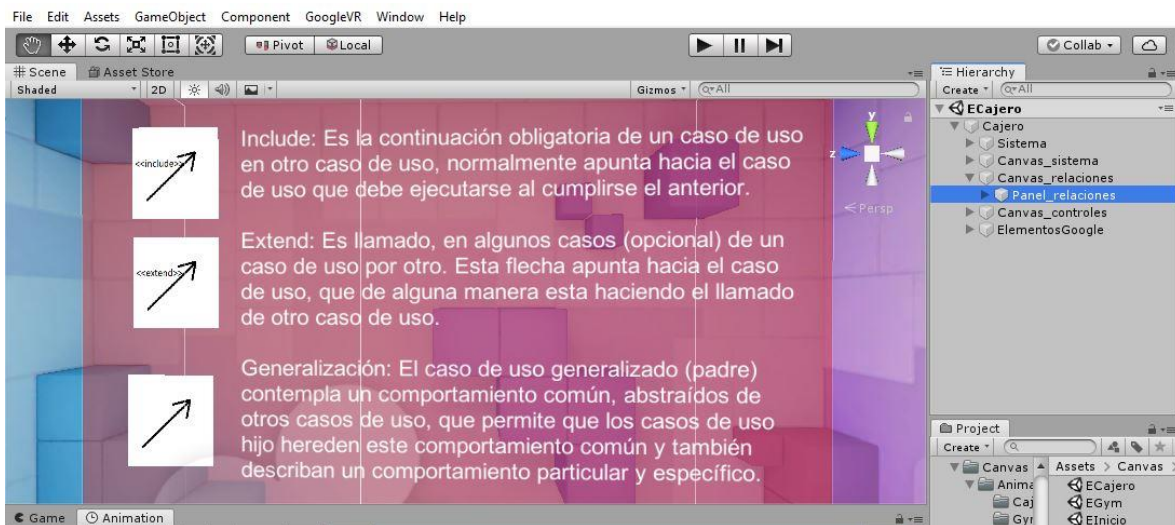 File Edit Assets GameObject Component GoogleVR Window Help
Pivot Local Collab
Scene Asset Store
Shaded 2D Gizmos All
y
z
Persp
<<include>>
Include: Es la continuación obligatoria de un caso de uso
en otro caso de uso, normalmente apunta hacia el caso
de uso que debe ejecutarse al cumplirse el anterior.
<<extend>>
Extend: Es llamado, en algunos casos (opcional) de un
caso de uso por otro. Esta flecha apunta hacia el caso
de uso, que de alguna manera esta haciendo el llamado
de otro caso de uso.
Generalización: El caso de uso generalizado (padre)
contempla un comportamiento común, abstraídos de
otros casos de uso, que permite que los casos de uso
hijo hereden este comportamiento común y también
describan un comportamiento particular y específico.
Game Animation
Hierarchy
Create All
ECajero
Cajero
Sistema
Canvas_sistema
Canvas_relaciones
Panel_relaciones
Canvas_controles
ElementosGoogle
Project
Create
Canvas
Anima
Caj
Gyr
Assets > Canvas >
ECajero
EGym
EInicio